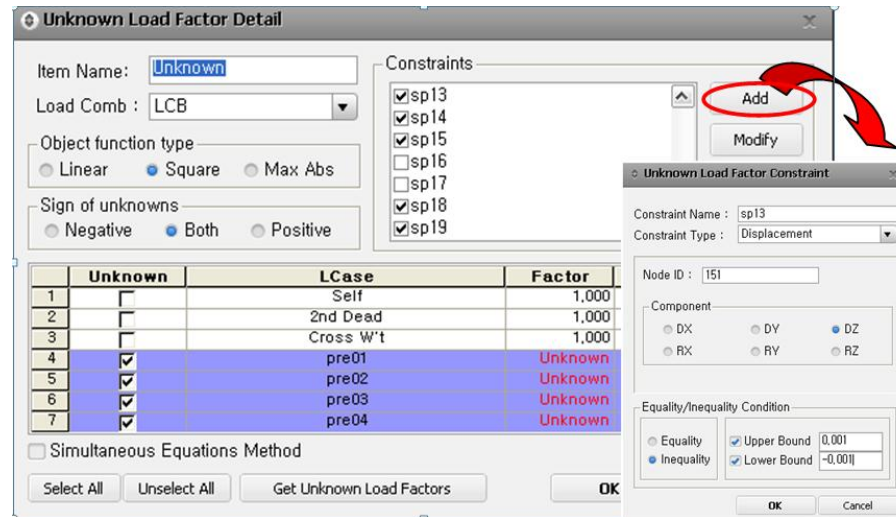 Unknown Load Factor Detail
Item Name: Unknown
Load Comb : LCB
Object function type
Linear Square Max Abs
Sign of unknowns
Negative Both Positive
Constraints
sp13
sp14
sp15
sp16
sp17
sp18
sp19
Add
Modify
Unknown LCase Factor
1 Self 1,000
2 2nd Dead 1,000
3 Cross W't 1,000
4 pre01 Unknown
5 pre02 Unknown
6 pre03 Unknown
7 pre04 Unknown
Simultaneous Equations Method
Select All Unselect All Get Unknown Load Factors OK
Unknown Load Factor Constraint
Constraint Name : sp13
Constraint Type : Displacement
Node ID : 151
Component
DX DY DZ
RX RY RZ
Equality/Inequality Condition
Equality Upper Bound 0,001
Inequality Lower Bound -0,001
OK Cancel